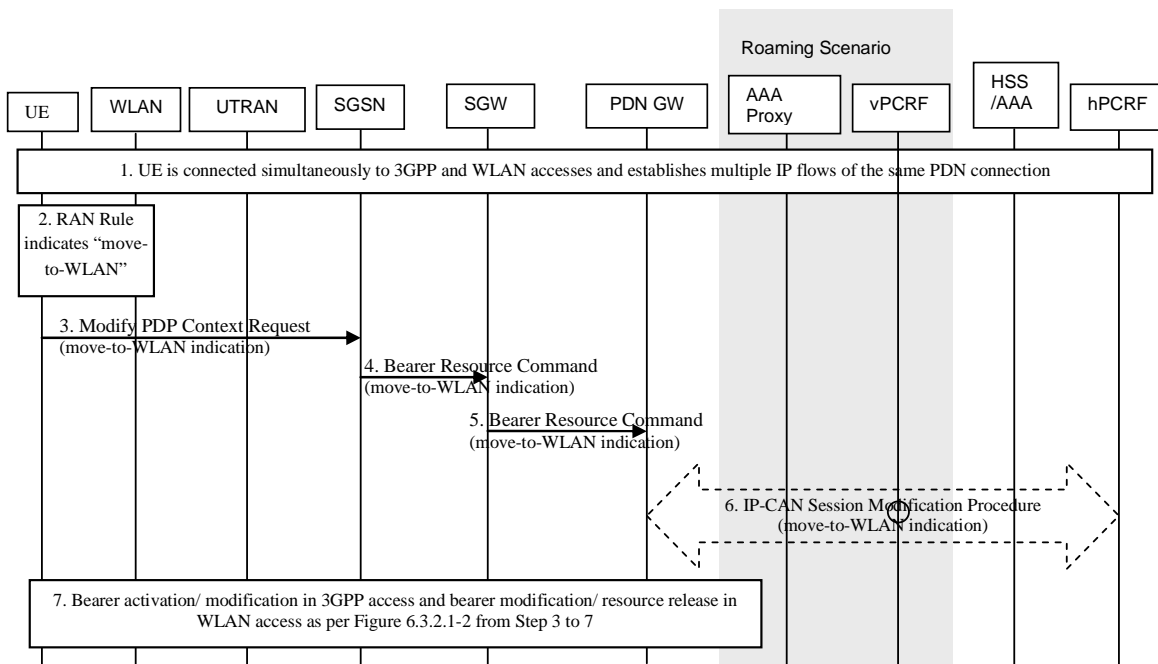 Roaming Scenario
UE
WLAN
UTRAN
SGSN
SGW
PDN GW
AAA
Proxy
vPCRF
HSS
/AAA
hPCRF
1. UE is connected simultaneously to 3GPP and WLAN accesses and establishes multiple IP flows of the same PDN connection
2. RAN Rule
indicates “move-
to-WLAN”
3. Modify PDP Context Request
(move-to-WLAN indication)
4. Bearer Resource Command
(move-to-WLAN indication)
5. Bearer Resource Command
(move-to-WLAN indication)
6. IP-CAN Session Modification Procedure
(move-to-WLAN indication)
7. Bearer activation/ modification in 3GPP access and bearer modification/ resource release in
WLAN access as per Figure 6.3.2.1-2 from Step 3 to 7